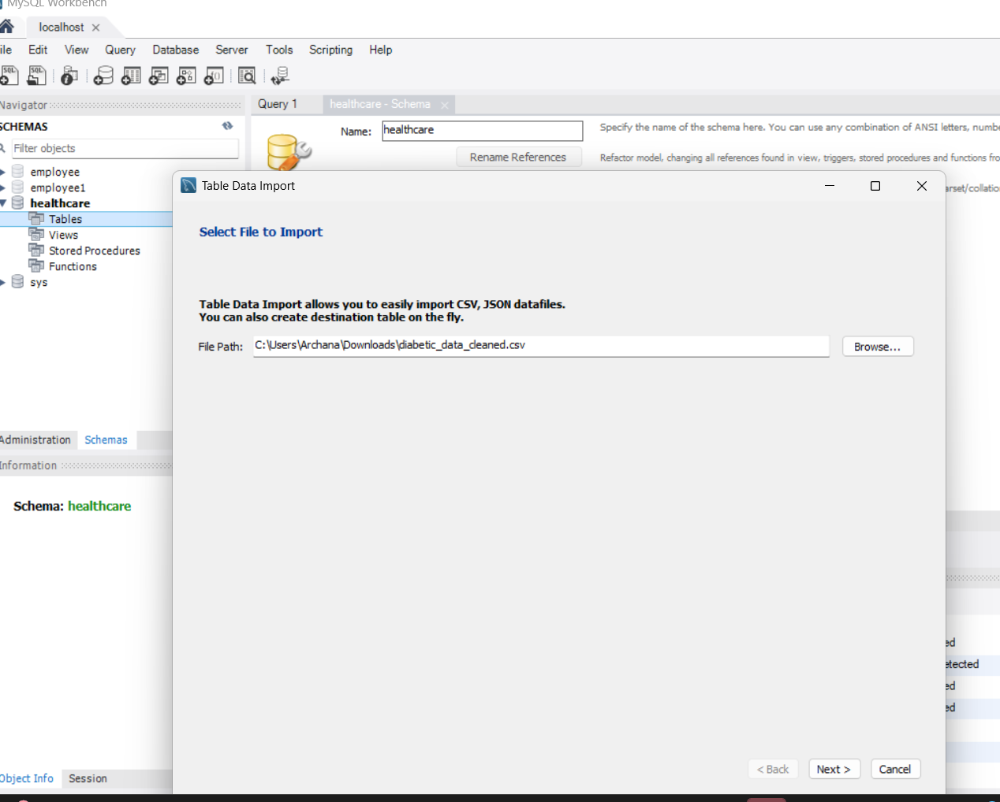 MySQL Workbench
localhost
ile Edit View Query Database Server Tools Scripting Help
Navigator
Query 1
healthcare - Schema
SCHEMAS
Filter objects
Name: healthcare
Specify the name of the schema here. You can use any combination of ANSI letters, numbe
Rename References
Refactor model, changing all references found in view, triggers, stored procedures and functions fro
arset/collatio
employee
employee1
healthcare
Tables
Views
Stored Procedures
Functions
sys
Table Data Import
Select File to Import
Table Data Import allows you to easily import CSV, JSON datafiles.
You can also create destination table on the fly.
File Path: C:\Users\Archana\Downloads\diabetic_data_cleaned.csv Browse...
Administration Schemas
Information
Schema: healthcare
ed
etected
ed
ed
< Back Next > Cancel
Object Info Session